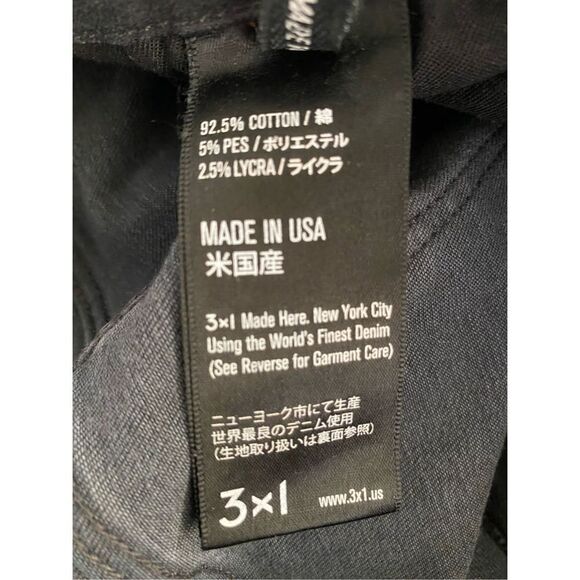 92.5% COTTON / 綿
5% PES / ポリエステル
2.5% LYCRA / ライクラ
MADE IN USA
米国産
3×1 Made Here. New York City
Using the World's Finest Denim
(See Reverse for Garment Care)
ニューヨーク市にて生産
世界最良のデニム使用
(生地取り扱いは裏面参照)
3×1 www.3x1.us